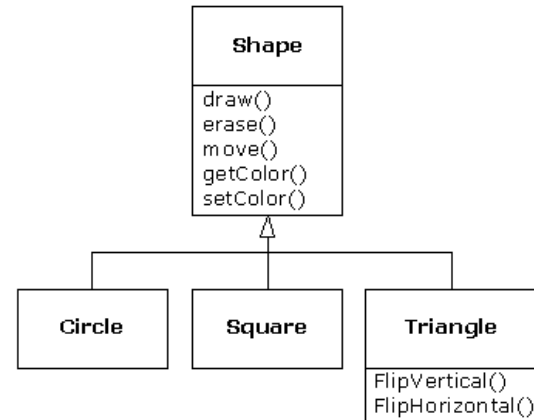 Shape
draw()
erase()
move()
getColor()
setColor()
Circle
Square
Triangle
FlipVertical()
FlipHorizontal()